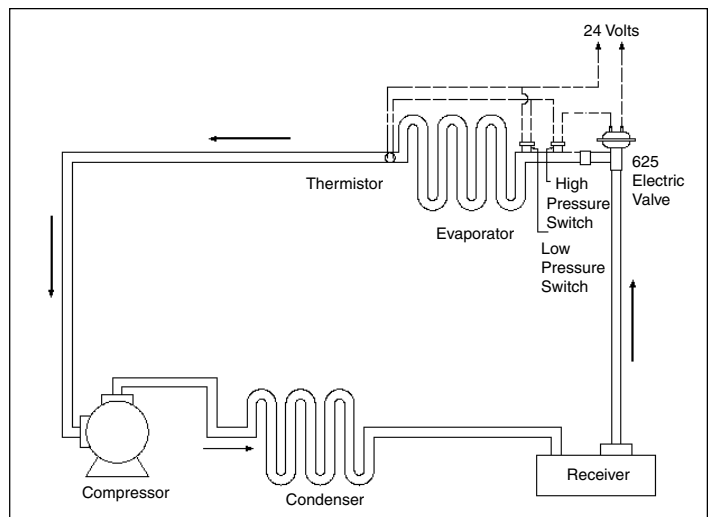 24 Volts
625
Electric
Valve
Thermistor
High
Pressure
Switch
Evaporator
Low
Pressure
Switch
Compressor
Condenser
Receiver